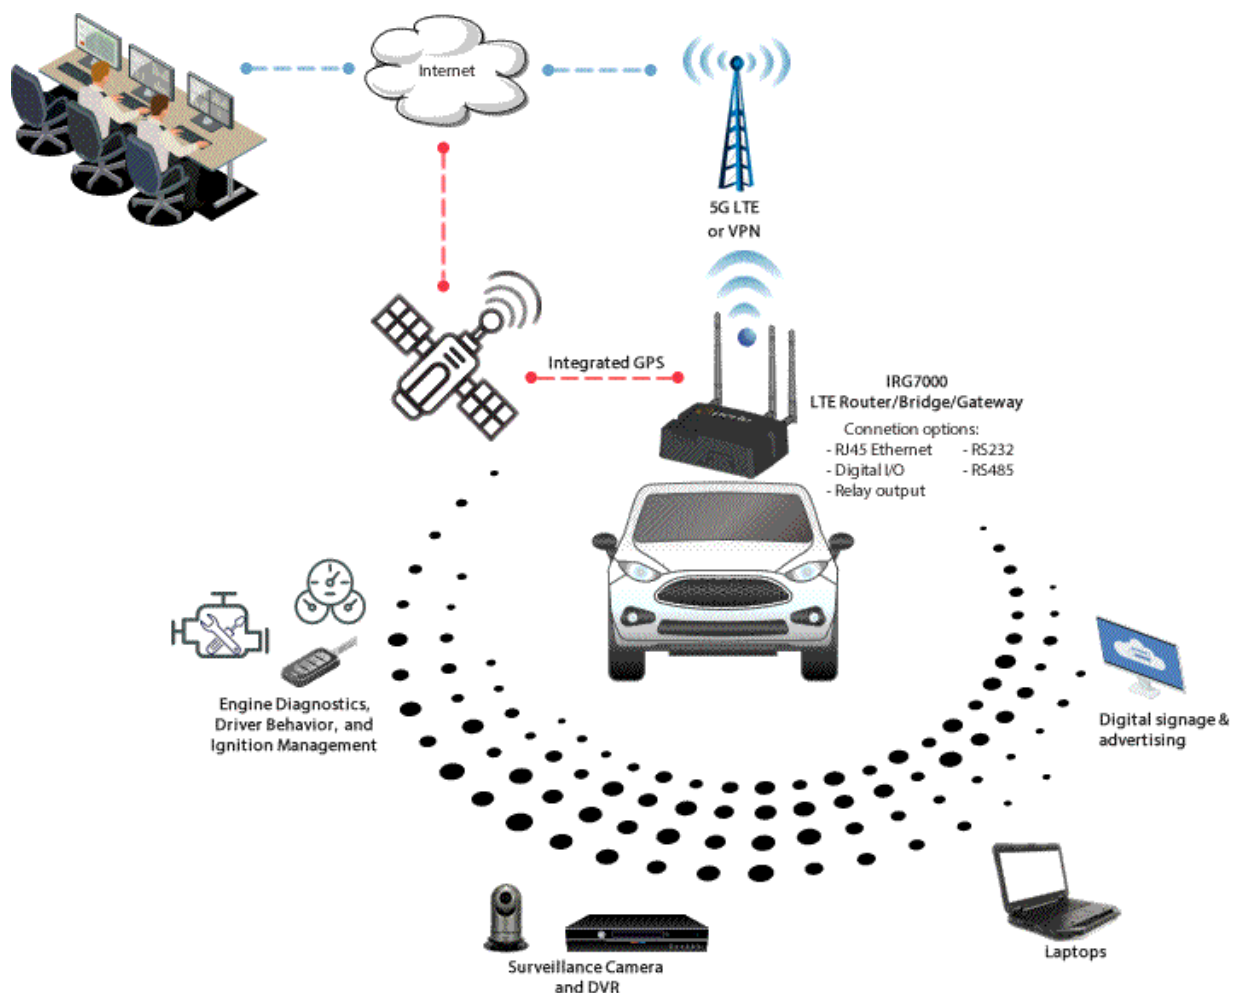 Internet
5G LTE
or VPN
Integrated GPS
IRG7000
LTE Router/Bridge/Gateway
Connetion options:
- RJ45 Ethernet - RS232
- Digital I/O - RS485
- Relay output
Engine Diagnostics,
Driver Behavior, and
Ignition Management
Digital signage &
advertising
Laptops
Surveillance Camera
and DVR